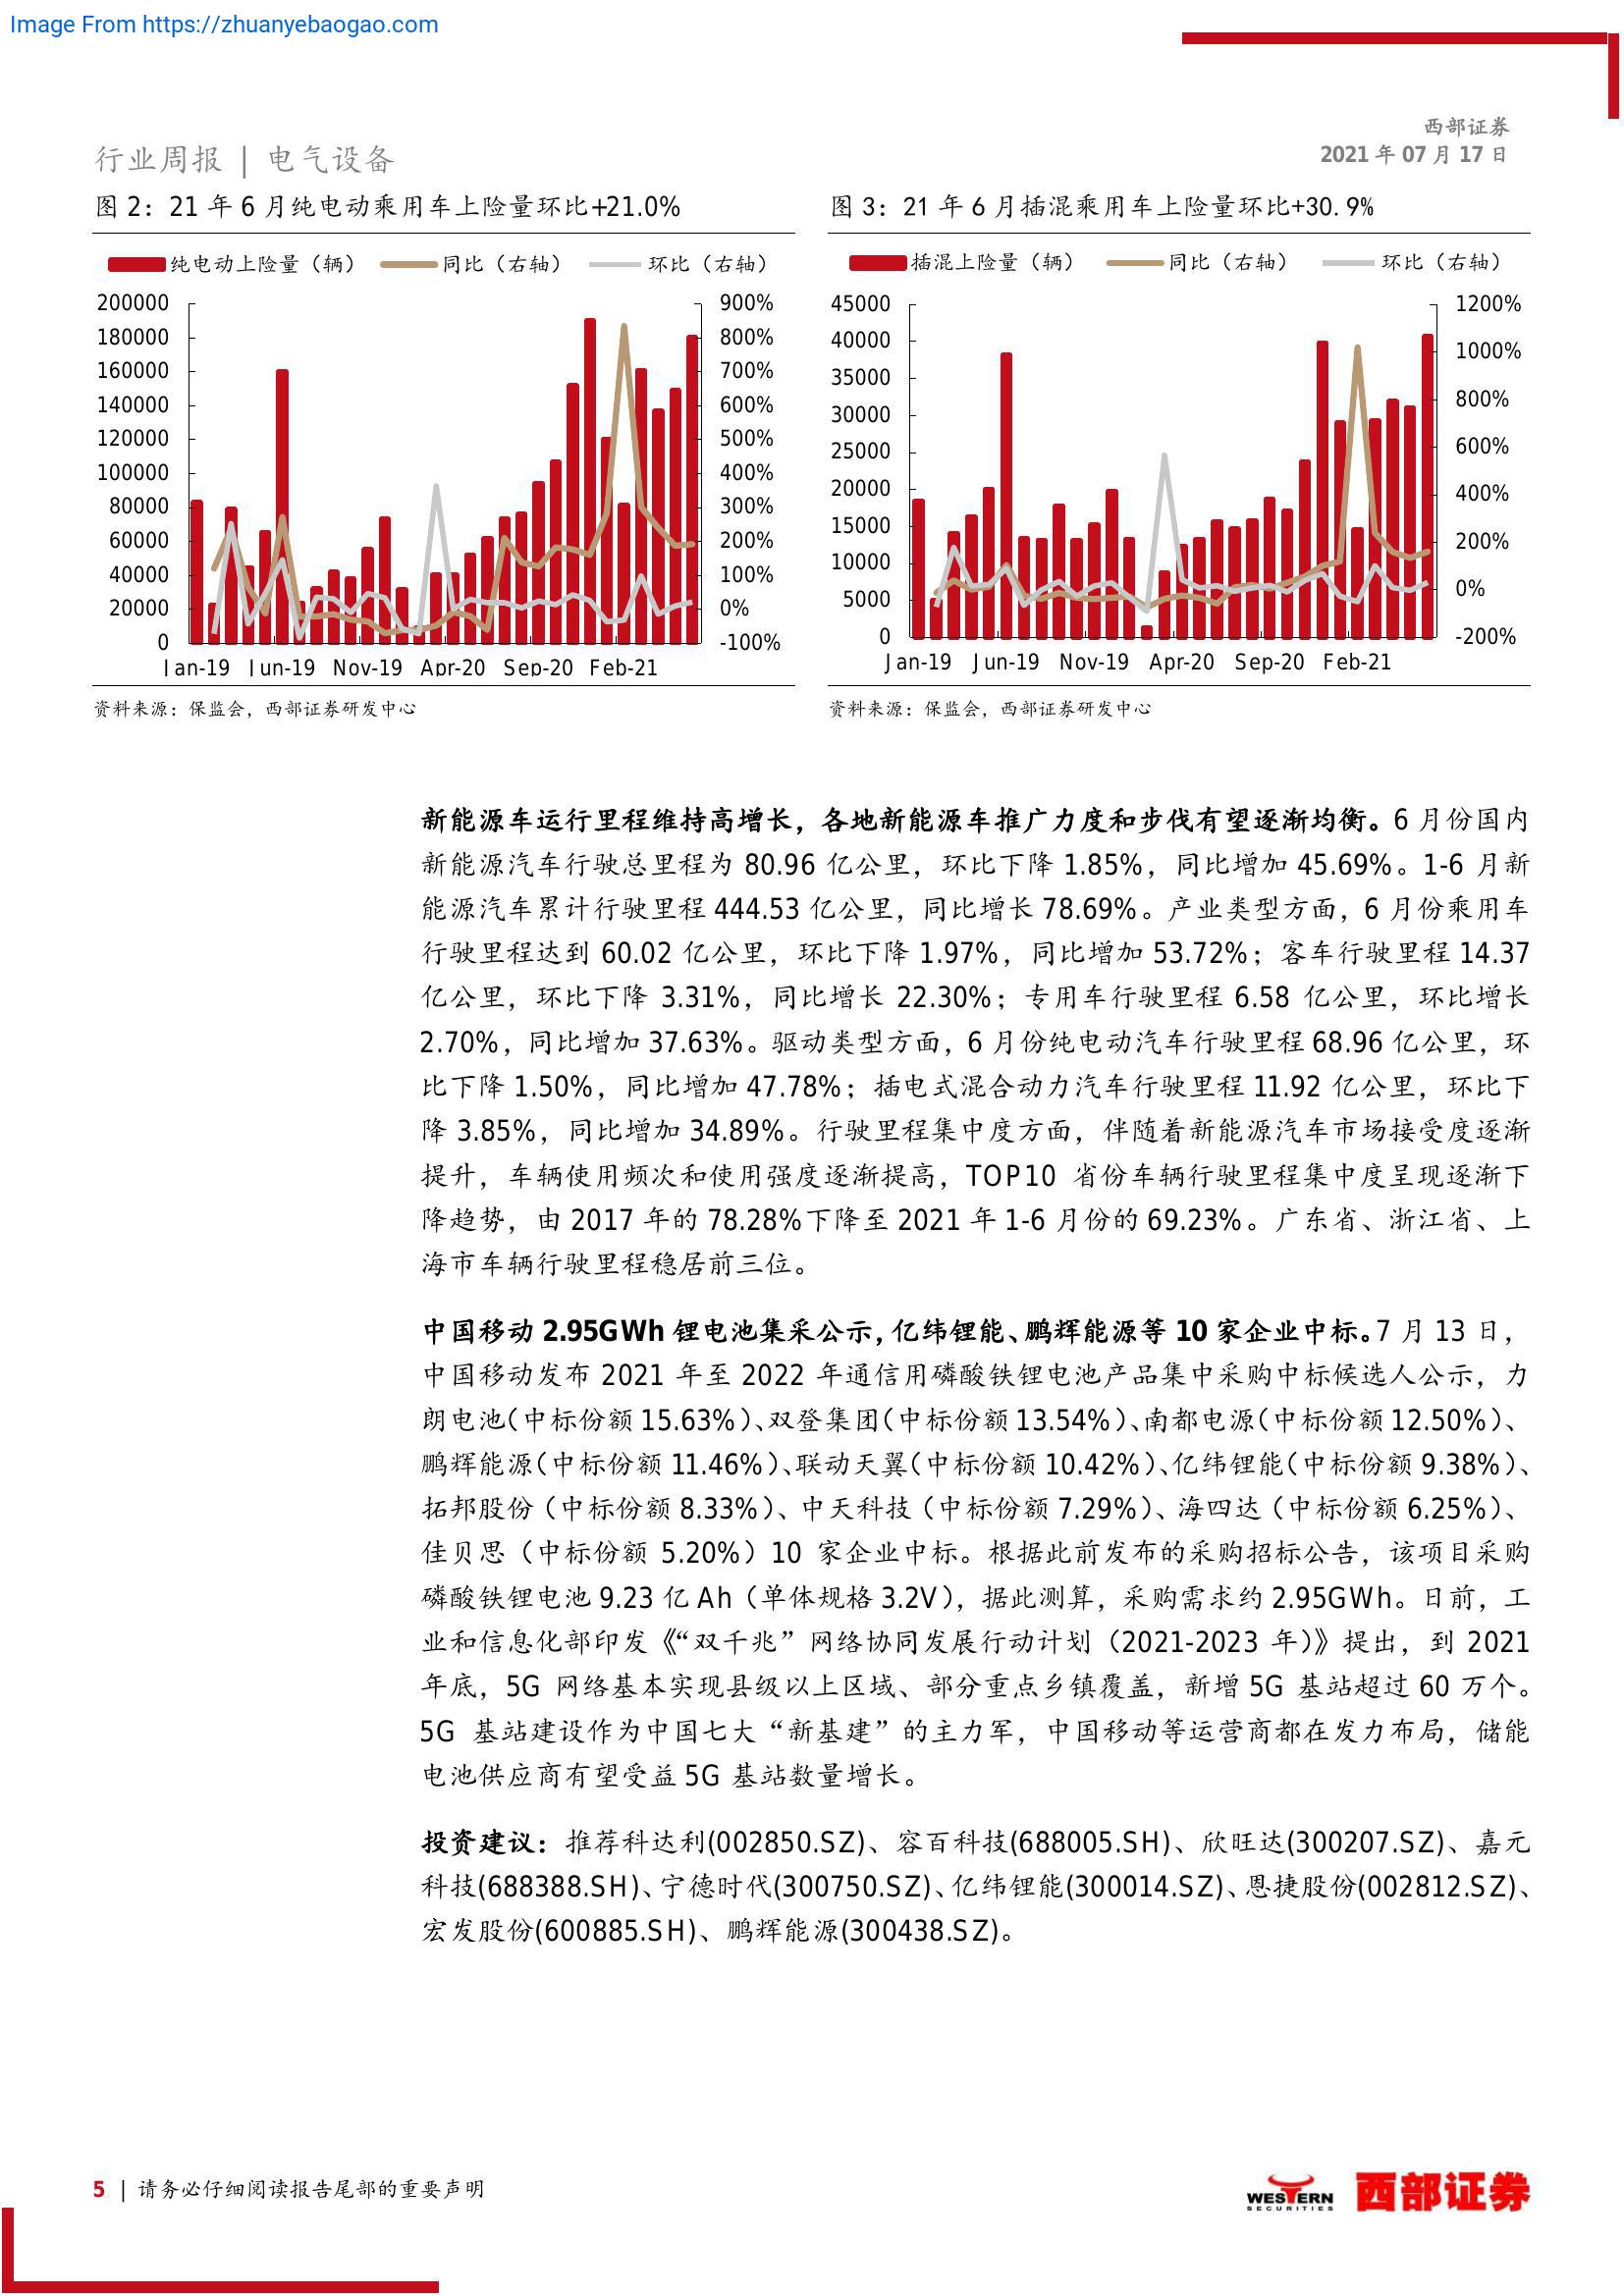 Image From https://zhuanyebaogao.com
西部证券
行业周报 | 电气设备
2021 年 07 月 17 日
图 2：21 年 6 月纯电动乘用车上险量环比+21.0%
纯电动上险量（辆） 同比（右轴） 环比（右轴）
200000 900%
180000 800%
160000 700%
140000 600%
120000 500%
100000 400%
80000 300%
60000 200%
40000 100%
20000 0%
0 -100%
Jan-19 Jun-19 Nov-19 Apr-20 Sep-20 Feb-21
资料来源：保监会，西部证券研发中心
图 3：21 年 6 月插混乘用车上险量环比+30.9%
插混上险量（辆） 同比（右轴） 环比（右轴）
45000 1200%
40000 1000%
35000
30000 800%
25000 600%
20000 400%
15000 200%
10000
5000 0%
0 -200%
Jan-19 Jun-19 Nov-19 Apr-20 Sep-20 Feb-21
资料来源：保监会，西部证券研发中心
新能源车运行里程维持高增长，各地新能源车推广力度和步伐有望逐渐均衡。6 月份国内
新能源汽车行驶总里程为 80.96 亿公里，环比下降 1.85%，同比增加 45.69%。1-6 月新
能源汽车累计行驶里程 444.53 亿公里，同比增长 78.69%。产业类型方面，6 月份乘用车
行驶里程达到 60.02 亿公里，环比下降 1.97%，同比增加 53.72%；客车行驶里程 14.37
亿公里，环比下降 3.31%，同比增长 22.30%；专用车行驶里程 6.58 亿公里，环比增长
2.70%，同比增加 37.63%。驱动类型方面，6 月份纯电动汽车行驶里程 68.96 亿公里，环
比下降 1.50%，同比增加 47.78%；插电式混合动力汽车行驶里程 11.92 亿公里，环比下
降 3.85%，同比增加 34.89%。行驶里程集中度方面，伴随着新能源汽车市场接受度逐渐
提升，车辆使用频次和使用强度逐渐提高，TOP10 省份车辆行驶里程集中度呈现逐渐下
降趋势，由 2017 年的 78.28%下降至 2021 年 1-6 月份的 69.23%。广东省、浙江省、上
海市车辆行驶里程稳居前三位。
中国移动 2.95GWh 锂电池集采公示，亿纬锂能、鹏辉能源等 10 家企业中标。7 月 13 日，
中国移动发布 2021 年至 2022 年通信用磷酸铁锂电池产品集中采购中标候选人公示，力
朗电池（中标份额 15.63%）、双登集团（中标份额 13.54%）、南都电源（中标份额 12.50%）、
鹏辉能源（中标份额 11.46%）、联动天翼（中标份额 10.42%）、亿纬锂能（中标份额 9.38%）、
拓邦股份（中标份额 8.33%）、中天科技（中标份额 7.29%）、海四达（中标份额 6.25%）、
佳贝思（中标份额 5.20%）10 家企业中标。根据此前发布的采购招标公告，该项目采购
磷酸铁锂电池 9.23 亿 Ah（单体规格 3.2V），据此测算，采购需求约 2.95GWh。日前，工
业和信息化部印发《“双千兆”网络协同发展行动计划（2021-2023 年）》提出，到 2021
年底，5G 网络基本实现县级以上区域、部分重点乡镇覆盖，新增 5G 基站超过 60 万个。
5G 基站建设作为中国七大“新基建”的主力军，中国移动等运营商都在发力布局，储能
电池供应商有望受益 5G 基站数量增长。
投资建议：推荐科达利(002850.SZ)、容百科技(688005.SH)、欣旺达(300207.SZ)、嘉元
科技(688388.SH)、宁德时代(300750.SZ)、亿纬锂能(300014.SZ)、恩捷股份(002812.SZ)、
宏发股份(600885.SH)、鹏辉能源(300438.SZ)。
5 | 请务必仔细阅读报告尾部的重要声明
WESTERN
SECURITIES
西部证券